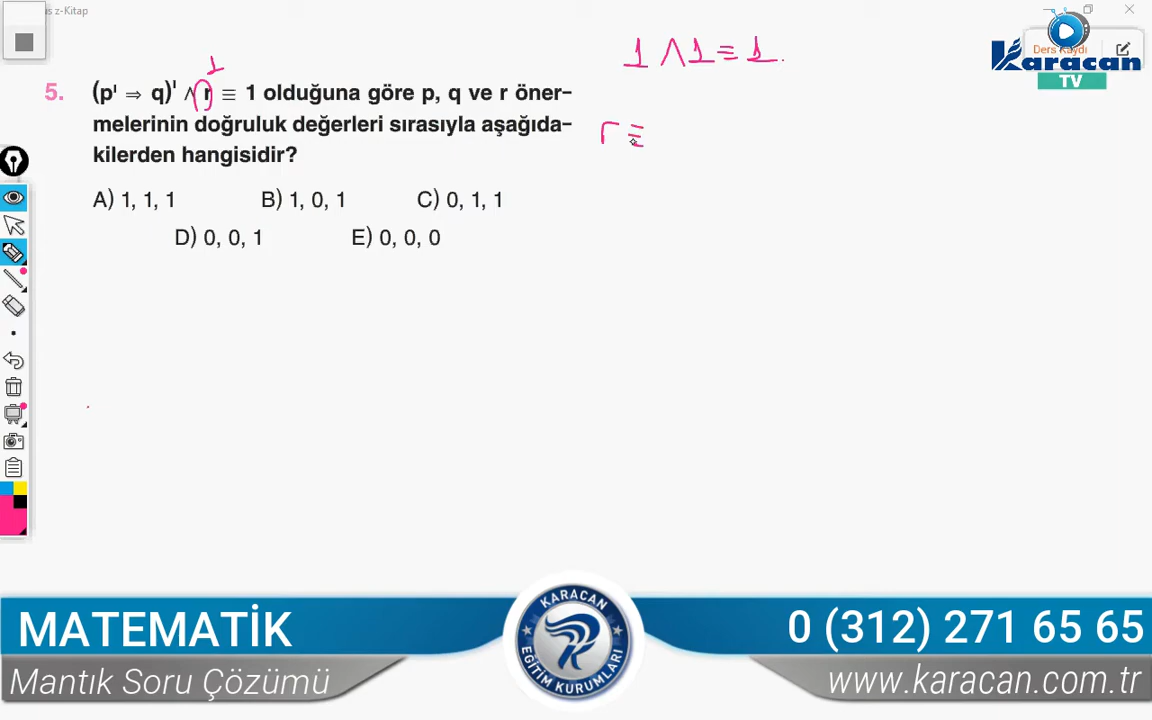 us z-Kitap
1 ∧ 1 ≡ 1.
Ders Kaydı
Karacan
TV
1
5. (p' ⇒ q)' ∧ r ≡ 1 olduğuna göre p, q ve r öner-
melerinin doğruluk değerleri sırasıyla aşağıda-
kilerden hangisidir?
r ≡
A) 1, 1, 1 B) 1, 0, 1 C) 0, 1, 1
D) 0, 0, 1 E) 0, 0, 0
MATEMATİK
Mantık Soru Çözümü
KARACAN
EĞİTİM KURUMLARI
0 (312) 271 65 65
www.karacan.com.tr